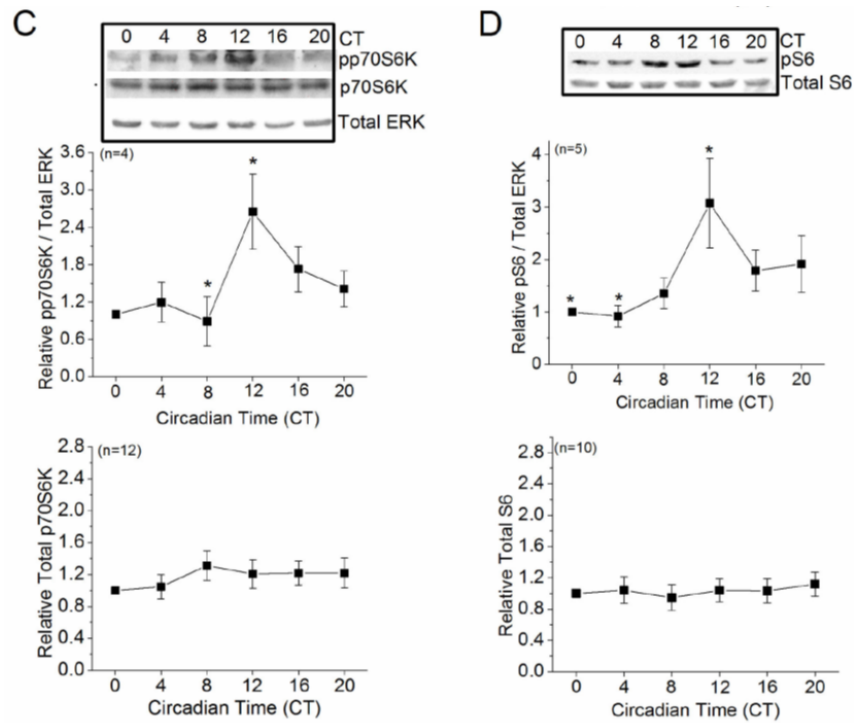 C
0 4 8 12 16 20 CT
pp70S6K
p70S6K
Total ERK
Relative pp70S6K / Total ERK
3.6
3.0
2.4
1.8
1.2
0.6
0.0
(n=4)
*
*
0 4 8 12 16 20
Circadian Time (CT)
Relative Total p70S6K
2.8
2.4
2.0
1.6
1.2
0.8
0.4
0.0
(n=12)
0 4 8 12 16 20
Circadian Time (CT)
D
0 4 8 12 16 20 CT
pS6
Total S6
Relative pS6 / Total ERK
4
3
2
1
0
(n=5)
*
* *
0 4 8 12 16 20
Circadian Time (CT)
Relative Total S6
2.8
2.4
2.0
1.6
1.2
0.8
0.4
0.0
(n=10)
0 4 8 12 16 20
Circadian Time (CT)